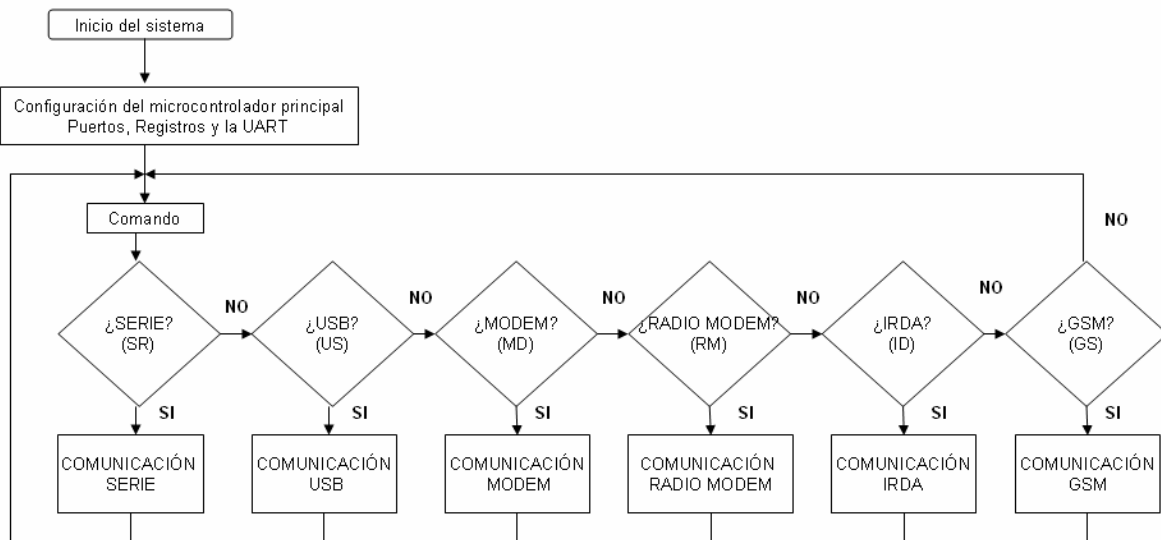 Inicio del sistema
Configuración del microcontrolador principal
Puertos, Registros y la UART
Comando
NO
¿SERIE?
(SR)
NO
¿USB?
(US)
NO
¿MODEM?
(MD)
NO
¿RADIO MODEM?
(RM)
NO
¿IRDA?
(ID)
NO
¿GSM?
(GS)
SI
SI
SI
SI
SI
SI
COMUNICACIÓN
SERIE
COMUNICACIÓN
USB
COMUNICACIÓN
MODEM
COMUNICACIÓN
RADIO MODEM
COMUNICACIÓN
IRDA
COMUNICACIÓN
GSM